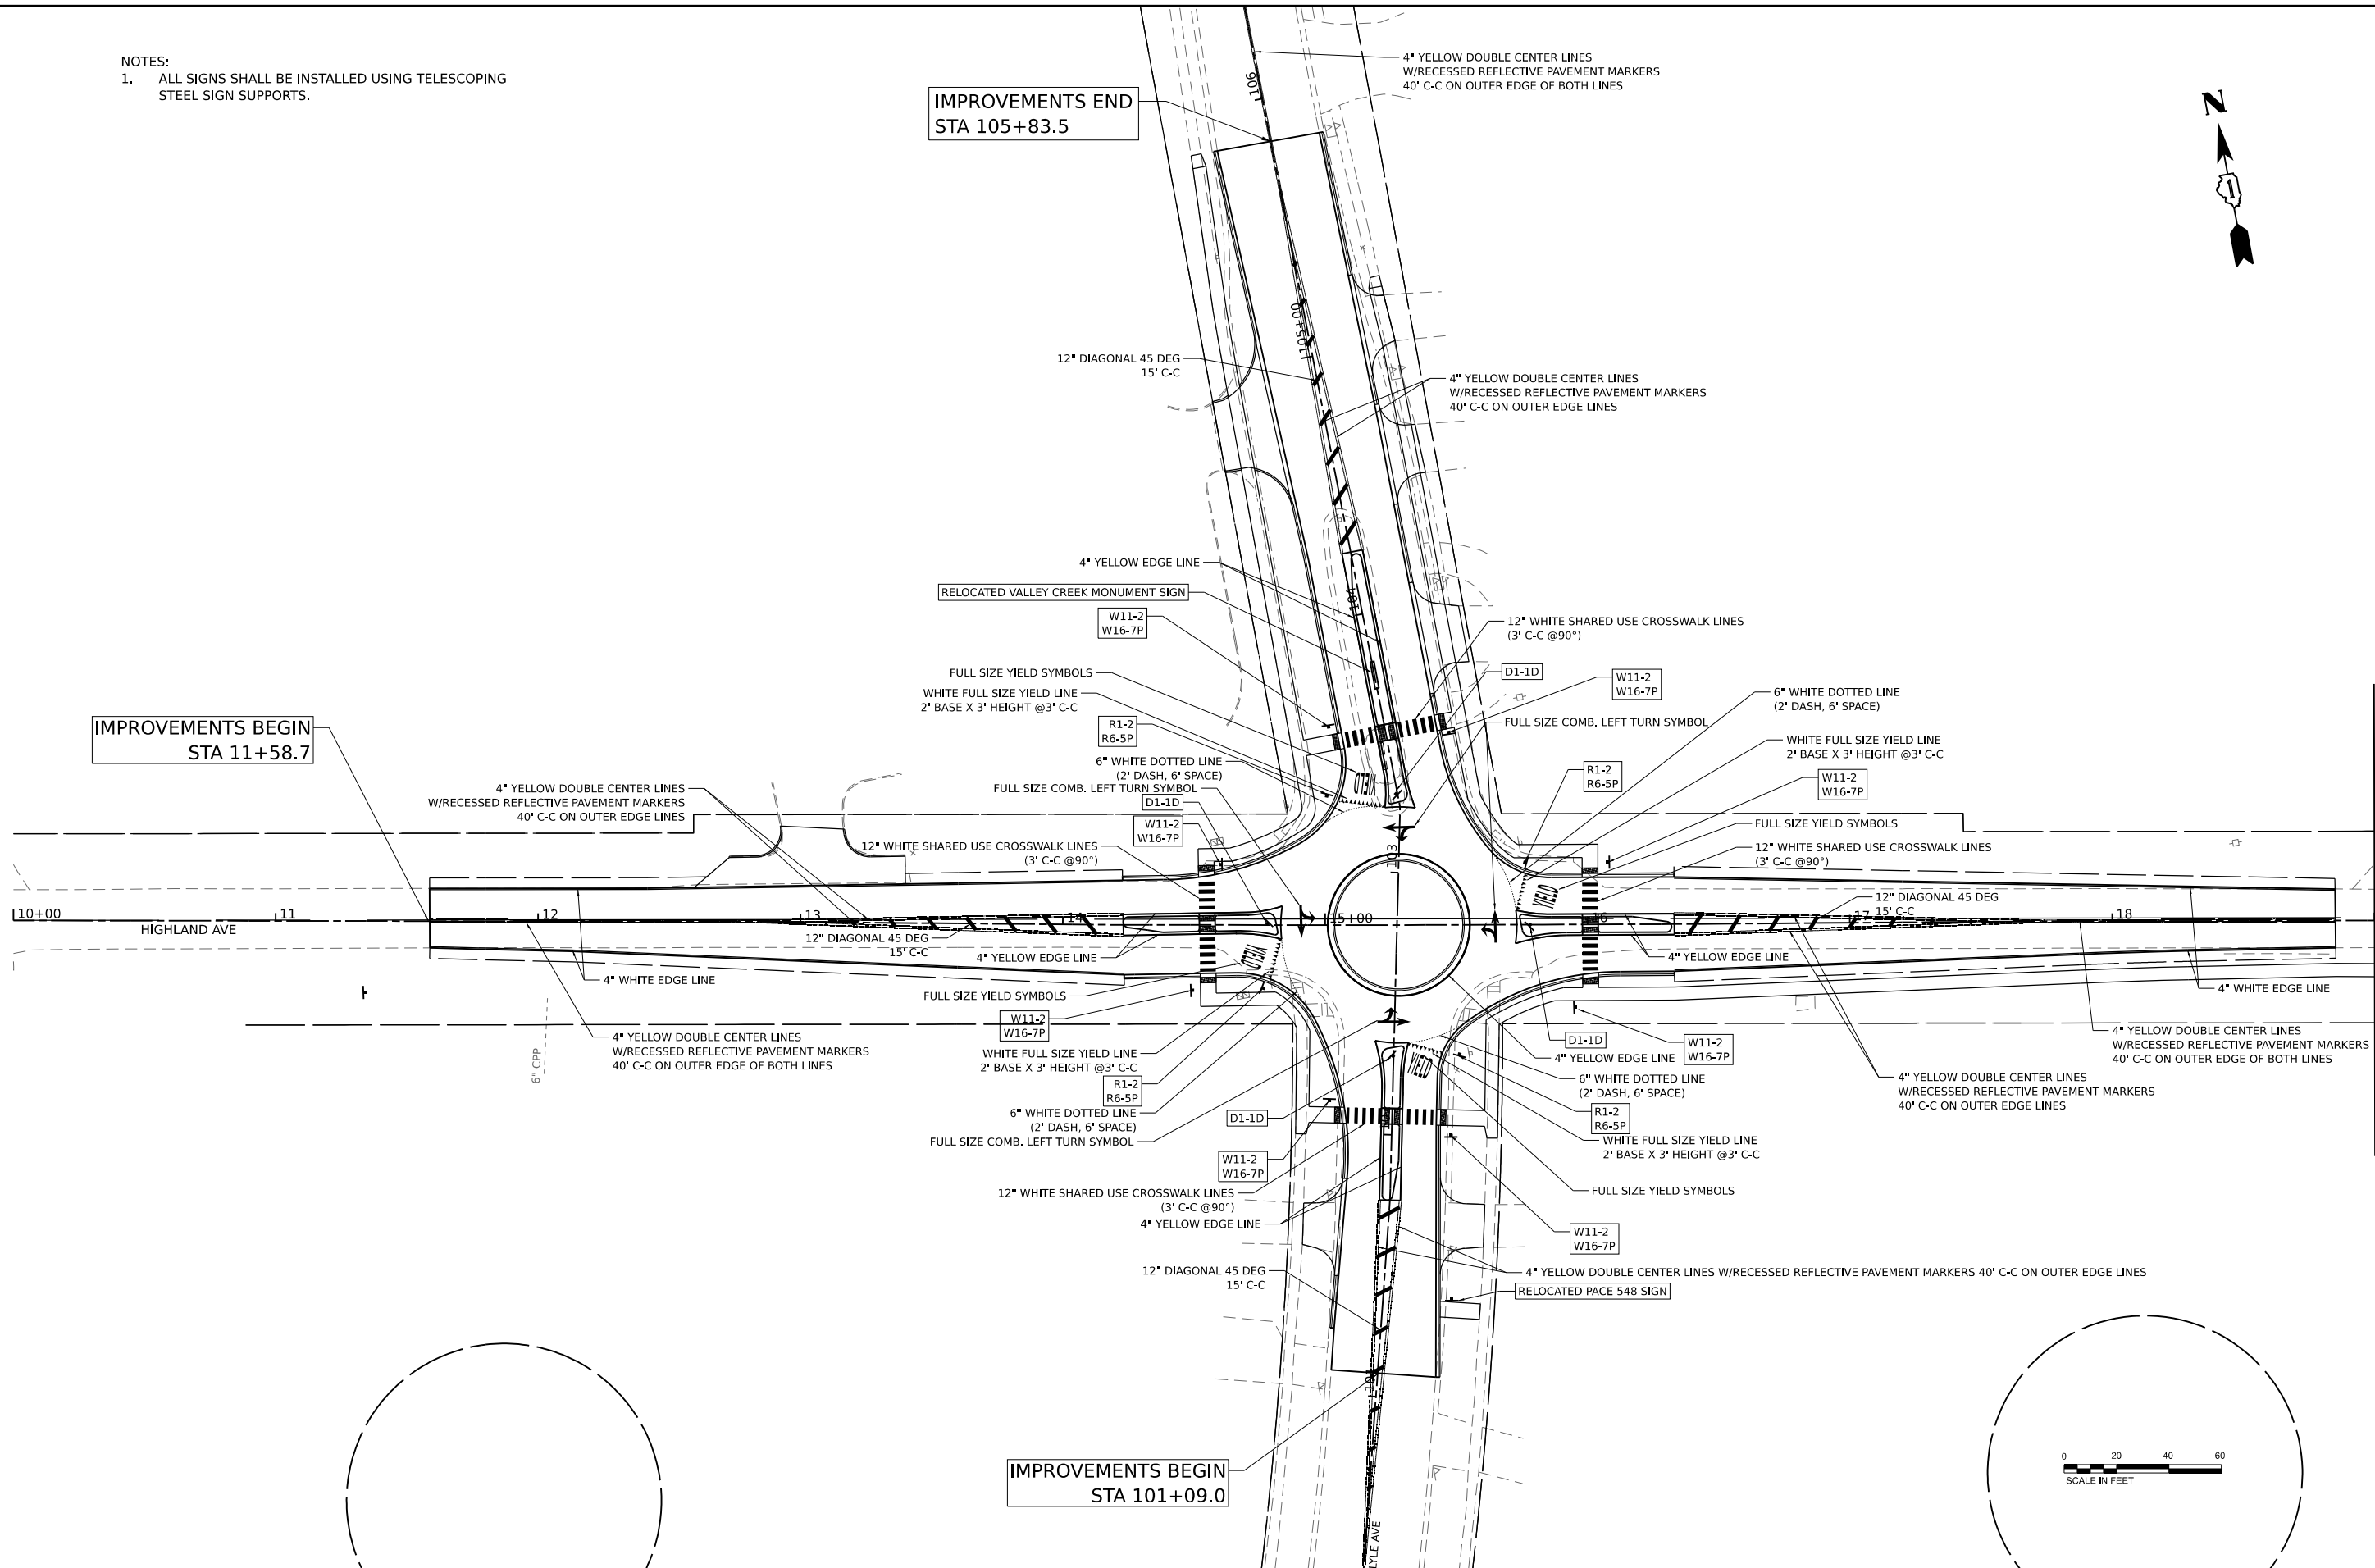 NOTES:
1. ALL SIGNS SHALL BE INSTALLED USING TELESCOPING
STEEL SIGN SUPPORTS.
4" YELLOW DOUBLE CENTER LINES
W/RECESSED REFLECTIVE PAVEMENT MARKERS
40' C-C ON OUTER EDGE OF BOTH LINES
106
N
1
IMPROVEMENTS END
STA 105+83.5
105+00
12" DIAGONAL 45 DEG
15' C-C
4" YELLOW DOUBLE CENTER LINES
W/RECESSED REFLECTIVE PAVEMENT MARKERS
40' C-C ON OUTER EDGE LINES
4" YELLOW EDGE LINE
RELOCATED VALLEY CREEK MONUMENT SIGN
104
W11-2
W16-7P
12" WHITE SHARED USE CROSSWALK LINES
(3' C-C @90°)
FULL SIZE YIELD SYMBOLS
D1-1D
W11-2
W16-7P
WHITE FULL SIZE YIELD LINE
2' BASE X 3' HEIGHT @3' C-C
6" WHITE DOTTED LINE
(2' DASH, 6' SPACE)
R1-2
R6-5P
FULL SIZE COMB. LEFT TURN SYMBOL
IMPROVEMENTS BEGIN
STA 11+58.7
WHITE FULL SIZE YIELD LINE
2' BASE X 3' HEIGHT @3' C-C
6" WHITE DOTTED LINE
(2' DASH, 6' SPACE)
R1-2
R6-5P
W11-2
W16-7P
YIELD
4" YELLOW DOUBLE CENTER LINES
W/RECESSED REFLECTIVE PAVEMENT MARKERS
40' C-C ON OUTER EDGE LINES
FULL SIZE COMB. LEFT TURN SYMBOL
D1-1D
W11-2
W16-7P
FULL SIZE YIELD SYMBOLS
12" WHITE SHARED USE CROSSWALK LINES
(3' C-C @90°)
12" WHITE SHARED USE CROSSWALK LINES
(3' C-C @90°)
103
YIELD
12" DIAGONAL 45 DEG
15' C-C
10+00
11
12
13
14
15+00
16
17
18
HIGHLAND AVE
12" DIAGONAL 45 DEG
15' C-C
4" YELLOW EDGE LINE
YIELD
4" YELLOW EDGE LINE
4" WHITE EDGE LINE
4" WHITE EDGE LINE
FULL SIZE YIELD SYMBOLS
W11-2
W16-7P
4" YELLOW DOUBLE CENTER LINES
W/RECESSED REFLECTIVE PAVEMENT MARKERS
40' C-C ON OUTER EDGE OF BOTH LINES
6" CPP
WHITE FULL SIZE YIELD LINE
2' BASE X 3' HEIGHT @3' C-C
R1-2
R6-5P
D1-1D
W11-2
W16-7P
4" YELLOW DOUBLE CENTER LINES
W/RECESSED REFLECTIVE PAVEMENT MARKERS
40' C-C ON OUTER EDGE OF BOTH LINES
4" YELLOW EDGE LINE
YIELD
6" WHITE DOTTED LINE
(2' DASH, 6' SPACE)
4" YELLOW DOUBLE CENTER LINES
W/RECESSED REFLECTIVE PAVEMENT MARKERS
40' C-C ON OUTER EDGE LINES
6" WHITE DOTTED LINE
(2' DASH, 6' SPACE)
D1-1D
R1-2
R6-5P
FULL SIZE COMB. LEFT TURN SYMBOL
WHITE FULL SIZE YIELD LINE
2' BASE X 3' HEIGHT @3' C-C
W11-2
W16-7P
12" WHITE SHARED USE CROSSWALK LINES
(3' C-C @90°)
FULL SIZE YIELD SYMBOLS
4" YELLOW EDGE LINE
W11-2
W16-7P
12" DIAGONAL 45 DEG
15' C-C
4" YELLOW DOUBLE CENTER LINES W/RECESSED REFLECTIVE PAVEMENT MARKERS 40' C-C ON OUTER EDGE LINES
RELOCATED PACE 548 SIGN
101
IMPROVEMENTS BEGIN
STA 101+09.0
LYLE AVE
0 20 40 60
SCALE IN FEET